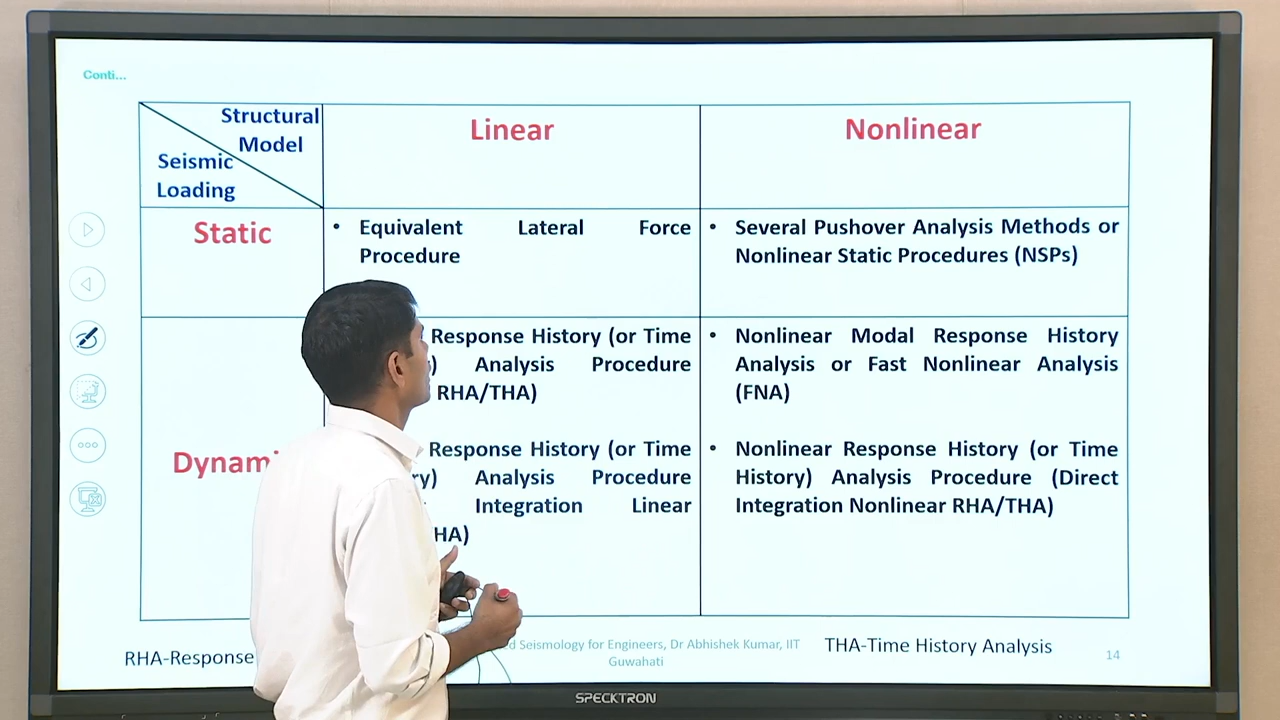 Conti...
Structural
Model
Seismic
Loading
Linear
Nonlinear
Static
• Equivalent Lateral Force
Procedure
• Several Pushover Analysis Methods or
Nonlinear Static Procedures (NSPs)
Response History (or Time
Analysis Procedure
RHA/THA)
Response History (or Time
Analysis Procedure
Integration Linear
• Nonlinear Modal Response History
Analysis or Fast Nonlinear Analysis
(FNA)
• Nonlinear Response History (or Time
History) Analysis Procedure (Direct
Integration Nonlinear RHA/THA)
RHA-Response
Seismology for Engineers, Dr Abhishek Kumar, IIT
Guwahati
THA-Time History Analysis
14
SPECKTRON